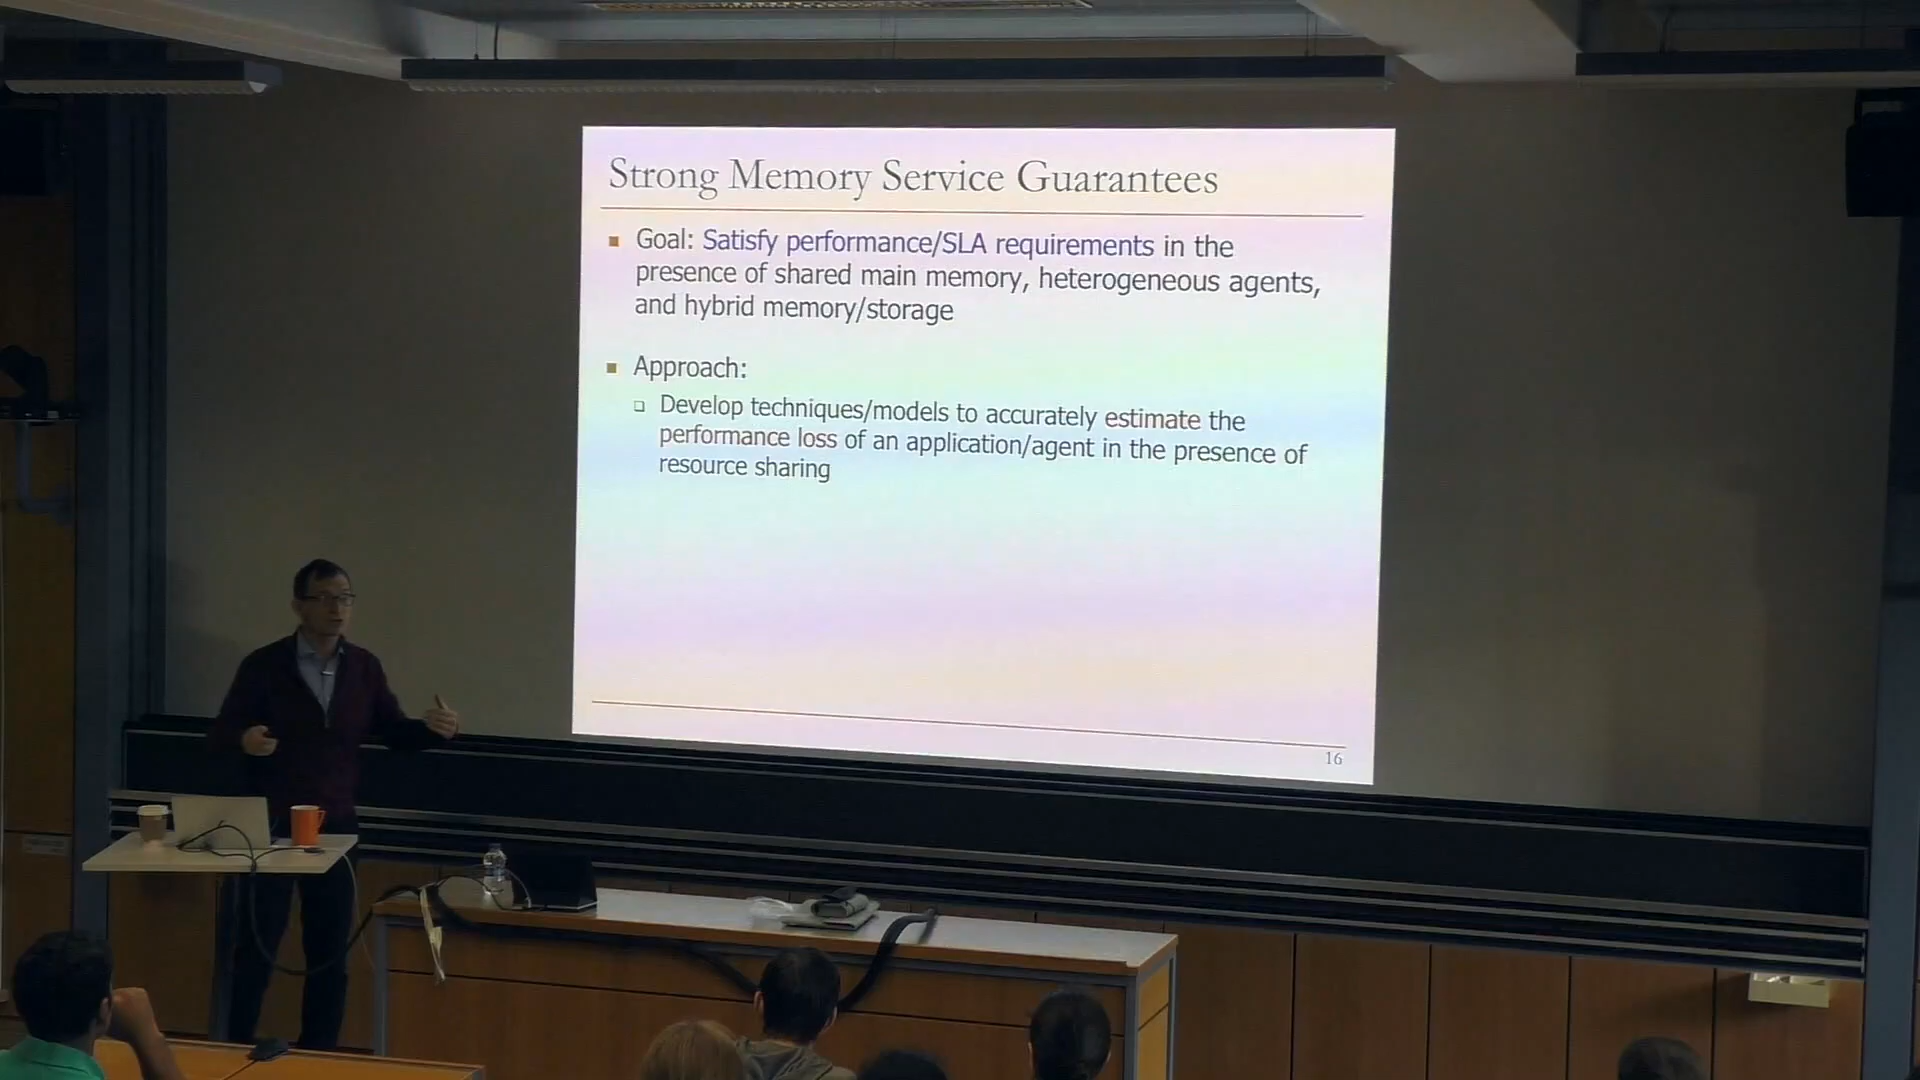 Strong Memory Service Guarantees
Goal: Satisfy performance/SLA requirements in the
presence of shared main memory, heterogeneous agents,
and hybrid memory/storage
Approach:
Develop techniques/models to accurately estimate the
performance loss of an application/agent in the presence of
resource sharing
16